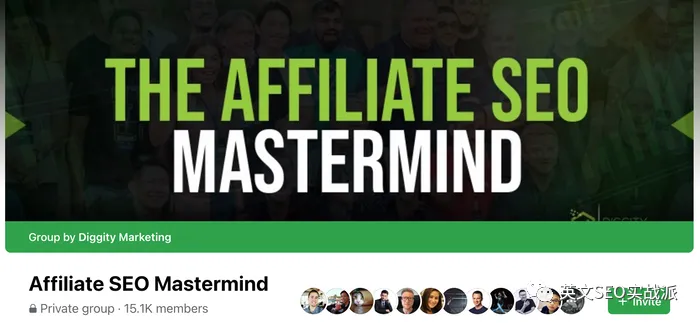 THE AFFILIATE SEO
MASTERMIND
DIGGITY
Group by Diggity Marketing
Affiliate SEO Mastermind
Private group · 15.1K members
英文SEO实战派
+ Invite